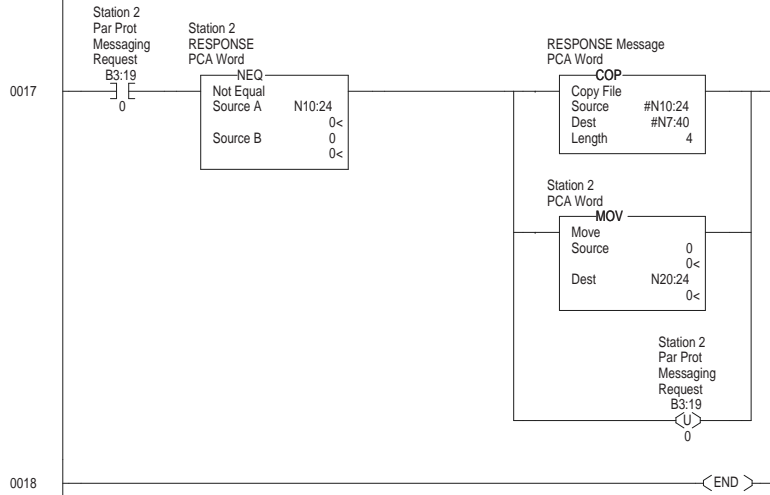 Station 2
Par Prot
Messaging
Request
B3:19
0
Station 2
RESPONSE
PCA Word
NEQ
Not Equal
Source A N10:24
0<
Source B 0
0<
RESPONSE Message
PCA Word
COP
Copy File
Source #N10:24
Dest #N7:40
Length 4
0017
Station 2
PCA Word
MOV
Move
Source 0
0<
Dest N20:24
0<
Station 2
Par Prot
Messaging
Request
B3:19
U
0
0018
END